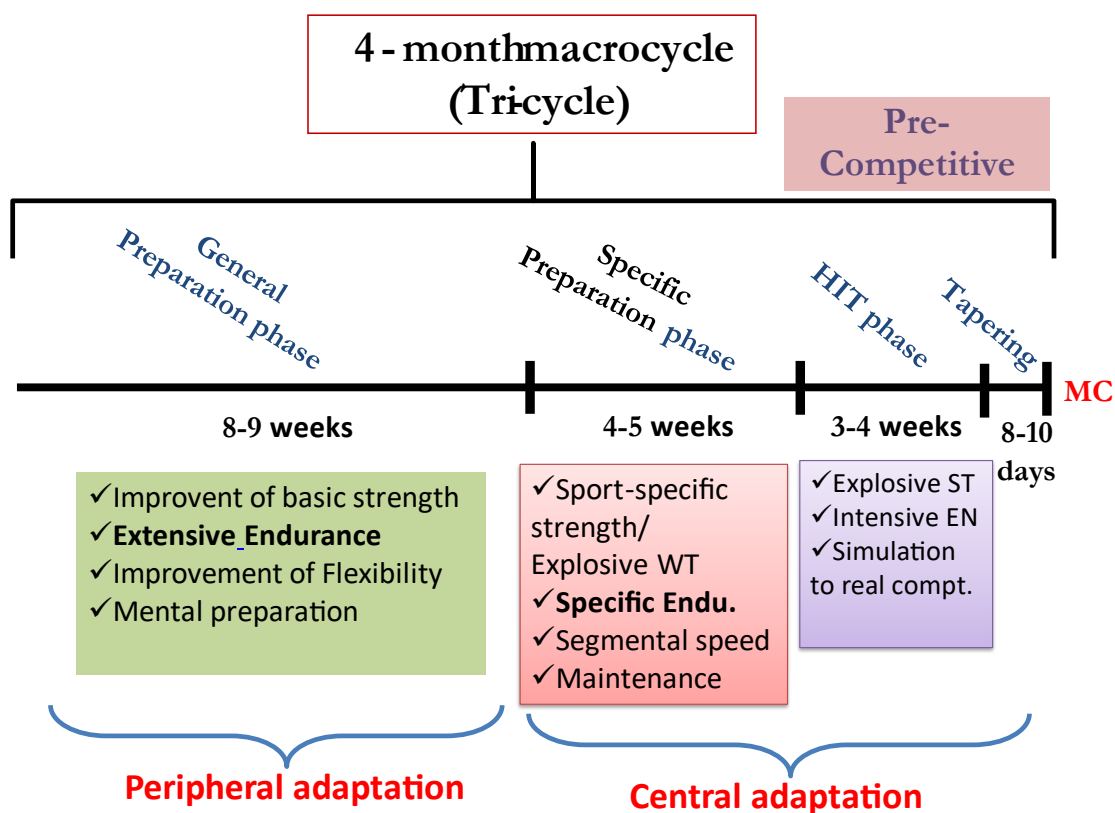 4 - monthmacrocycle
(Tri-cycle)
Pre-
Competitive
General
Preparation phase
Specific
Preparation phase
HIT phase
Tapering
MC
8-9 weeks
4-5 weeks
3-4 weeks
8-10
days
✓Improvent of basic strength
✓Extensive Endurance
✓Improvement of Flexibility
✓Mental preparation
✓Sport-specific
strength/
Explosive WT
✓Specific Endu.
✓Segmental speed
✓Maintenance
✓Explosive ST
✓Intensive EN
✓Simulation
to real compt.
Peripheral adaptation
Central adaptation